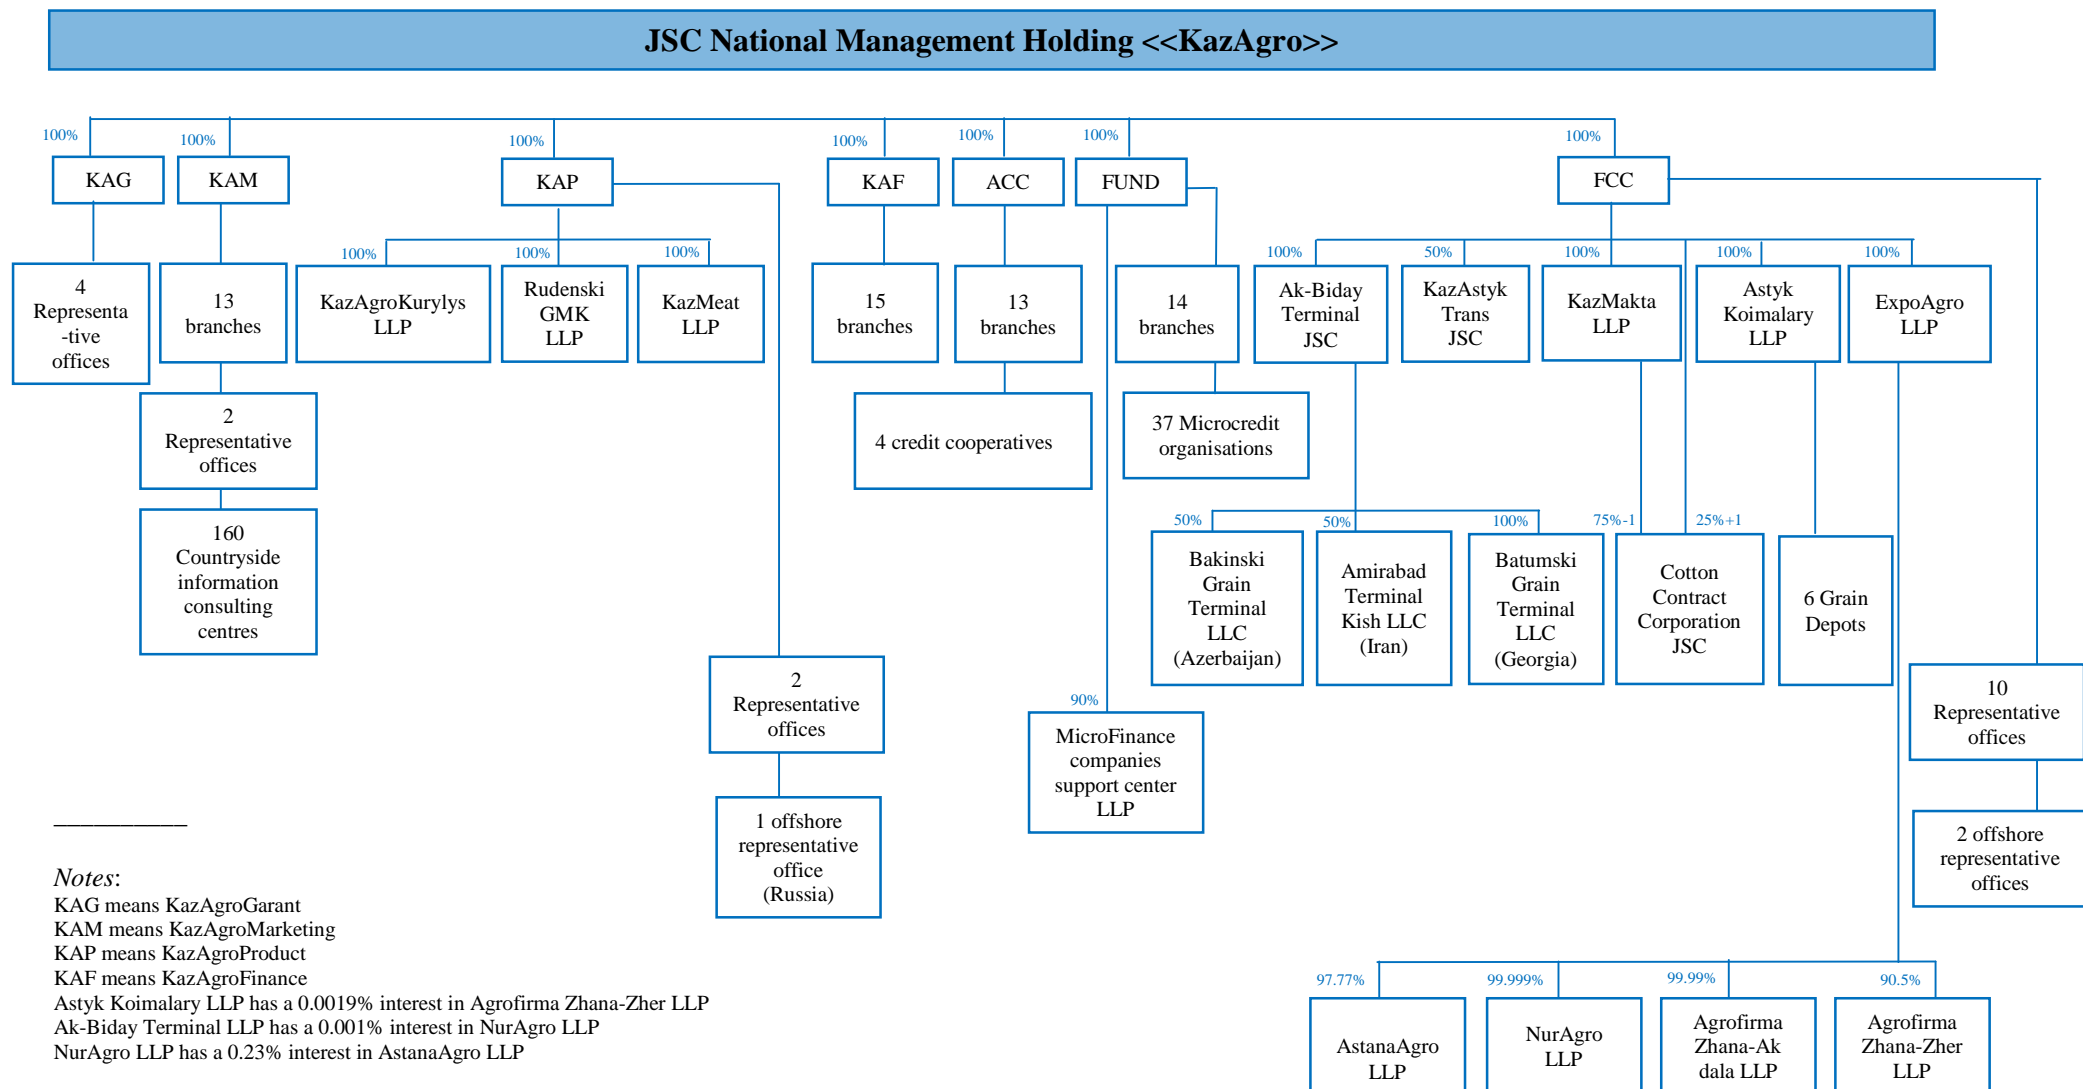 JSC National Management Holding <<KazAgro>>
100%
100%
100%
100%
100%
100%
100%
KAG
KAM
KAP
KAF
ACC
FUND
FCC
100%
100%
100%
100%
50%
100%
100%
100%
4
Representa
-tive
offices
13
branches
KazAgroKurylys
LLP
Rudenski
GMK
LLP
KazMeat
LLP
15
branches
13
branches
14
branches
Ak-Biday
Terminal
JSC
KazAstyk
Trans
JSC
KazMakta
LLP
Astyk
Koimalary
LLP
ExpoAgro
LLP
2
Representative
offices
4 credit cooperatives
37 Microcredit
organisations
160
Countryside
information
consulting
centres
50%
50%
100%
75%-1
25%+1
Bakinski
Grain
Terminal
LLC
(Azerbaijan)
Amirabad
Terminal
Kish LLC
(Iran)
Batumski
Grain
Terminal
LLC
(Georgia)
Cotton
Contract
Corporation
JSC
6 Grain
Depots
2
Representative
offices
90%
MicroFinance
companies
support center
LLP
10
Representative
offices
1 offshore
representative
office
(Russia)
2 offshore
representative
offices
Notes:
KAG means KazAgroGarant
KAM means KazAgroMarketing
KAP means KazAgroProduct
KAF means KazAgroFinance
Astyk Koimalary LLP has a 0.0019% interest in Agrofirma Zhana-Zher LLP
Ak-Biday Terminal LLP has a 0.001% interest in NurAgro LLP
NurAgro LLP has a 0.23% interest in AstanaAgro LLP
97.77%
99.999%
99.99%
90.5%
AstanaAgro
LLP
NurAgro
LLP
Agrofirma
Zhana-Ak
dala LLP
Agrofirma
Zhana-Zher
LLP